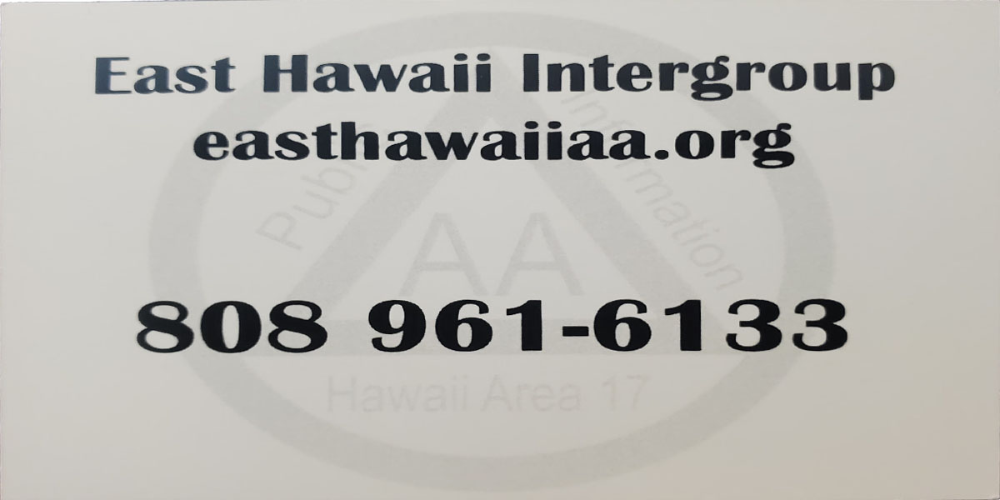 East Hawaii Intergroup
easthawaiiaa.org
Public Information
AA
808 961-6133
Hawaii Area 17